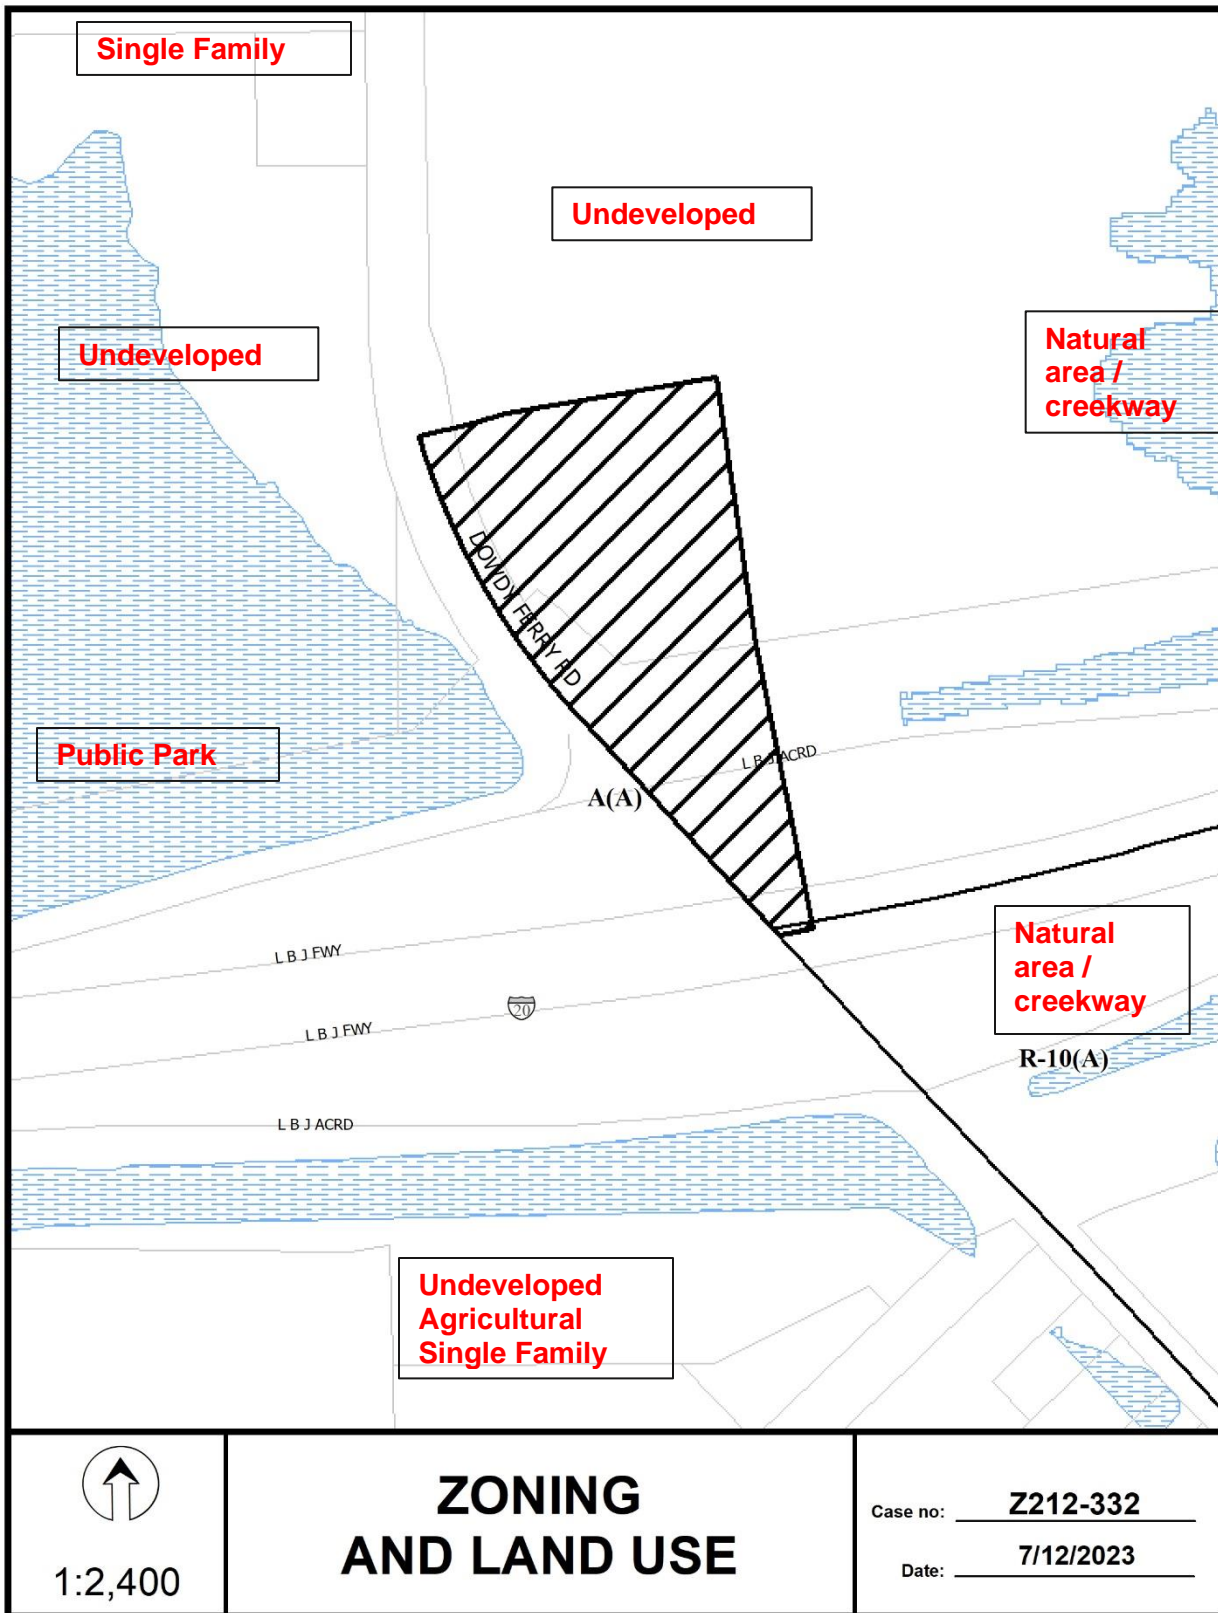 Single Family
Undeveloped
Undeveloped
Natural
area /
creekway
DOWDY FERRY RD
Public Park
L B J ACRD
A(A)
L B J FWY
Natural
area /
creekway
20
L B J FWY
R-10(A)
L B J ACRD
Undeveloped
Agricultural
Single Family
1:2,400
ZONING
AND LAND USE
Case no: Z212-332
Date: 7/12/2023